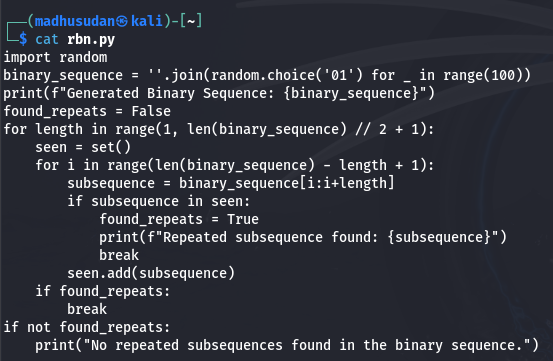 ┌──(madhusudan㉿kali)-[~]
└─$ cat rbn.py
import random
binary_sequence = ''.join(random.choice('01') for _ in range(100))
print(f"Generated Binary Sequence: {binary_sequence}")
found_repeats = False
for length in range(1, len(binary_sequence) // 2 + 1):
    seen = set()
    for i in range(len(binary_sequence) - length + 1):
        subsequence = binary_sequence[i:i+length]
        if subsequence in seen:
            found_repeats = True
            print(f"Repeated subsequence found: {subsequence}")
            break
        seen.add(subsequence)
    if found_repeats:
        break
if not found_repeats:
    print("No repeated subsequences found in the binary sequence.")